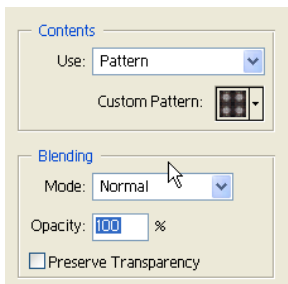 Contents
Use: Pattern
Custom Pattern:
Blending
Mode: Normal
Opacity: 100 %
Preserve Transparency